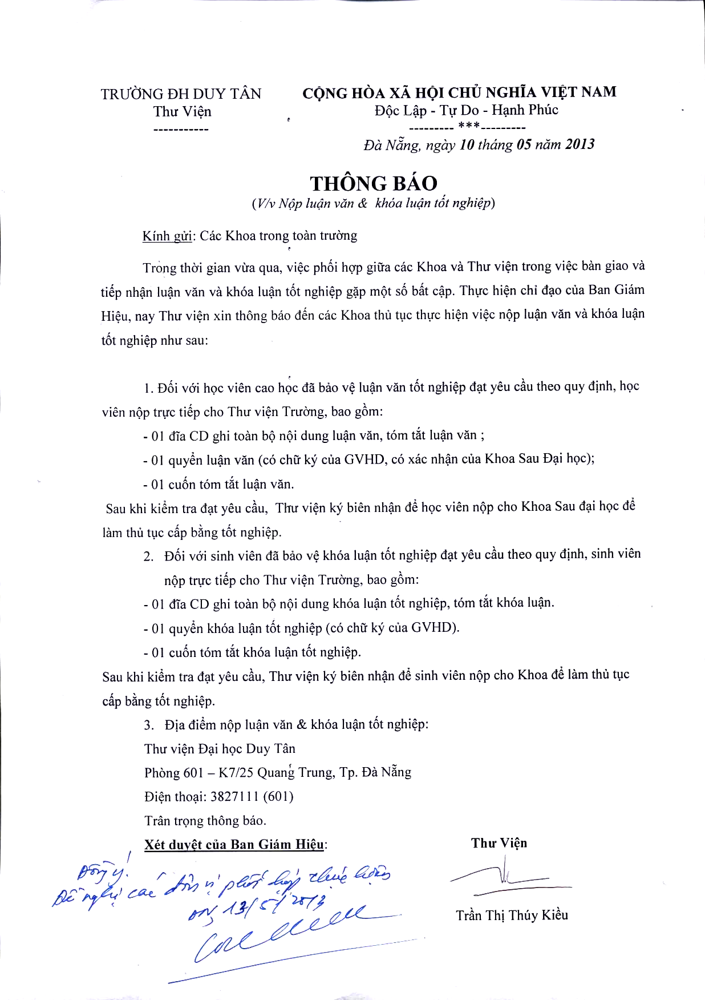 TRƯỜNG ĐH DUY TÂN
Thư Viện
-----------
CỘNG HÒA XÃ HỘI CHỦ NGHĨA VIỆT NAM
Độc Lập - Tự Do - Hạnh Phúc
--------- ***---------
Đà Nẵng, ngày 10 tháng 05 năm 2013
THÔNG BÁO
(V/v Nộp luận văn & khóa luận tốt nghiệp)
Kính gửi: Các Khoa trong toàn trường
Trong thời gian vừa qua, việc phối hợp giữa các Khoa và Thư viện trong việc bàn giao và
tiếp nhận luận văn và khóa luận tốt nghiệp gặp một số bất cập. Thực hiện chỉ đạo của Ban Giám
Hiệu, nay Thư viện xin thông báo đến các Khoa thủ tục thực hiện việc nộp luận văn và khóa luận
tốt nghiệp như sau:
1. Đối với học viên cao học đã bảo vệ luận văn tốt nghiệp đạt yêu cầu theo quy định, học
viên nộp trực tiếp cho Thư viện Trường, bao gồm:
- 01 đĩa CD ghi toàn bộ nội dung luận văn, tóm tắt luận văn ;
- 01 quyển luận văn (có chữ ký của GVHD, có xác nhận của Khoa Sau Đại học);
- 01 cuốn tóm tắt luận văn.
Sau khi kiểm tra đạt yêu cầu, Thư viện ký biên nhận để học viên nộp cho Khoa Sau đại học để
làm thủ tục cấp bằng tốt nghiệp.
2. Đối với sinh viên đã bảo vệ khóa luận tốt nghiệp đạt yêu cầu theo quy định, sinh viên
nộp trực tiếp cho Thư viện Trường, bao gồm:
- 01 đĩa CD ghi toàn bộ nội dung khóa luận tốt nghiệp, tóm tắt khóa luận.
- 01 quyển khóa luận tốt nghiệp (có chữ ký của GVHD).
- 01 cuốn tóm tắt khóa luận tốt nghiệp.
Sau khi kiểm tra đạt yêu cầu, Thư viện ký biên nhận để sinh viên nộp cho Khoa để làm thủ tục
cấp bằng tốt nghiệp.
3. Địa điểm nộp luận văn & khóa luận tốt nghiệp:
Thư viện Đại học Duy Tân
Phòng 601 – K7/25 Quang Trung, Tp. Đà Nẵng
Điện thoại: 3827111 (601)
Trân trọng thông báo.
Xét duyệt của Ban Giám Hiệu:
Thư Viện
Đồng ý!
Đề nghị các đơn vị phối hợp thực hiện
ĐN, 13/5/2013
Trần Thị Thúy Kiều